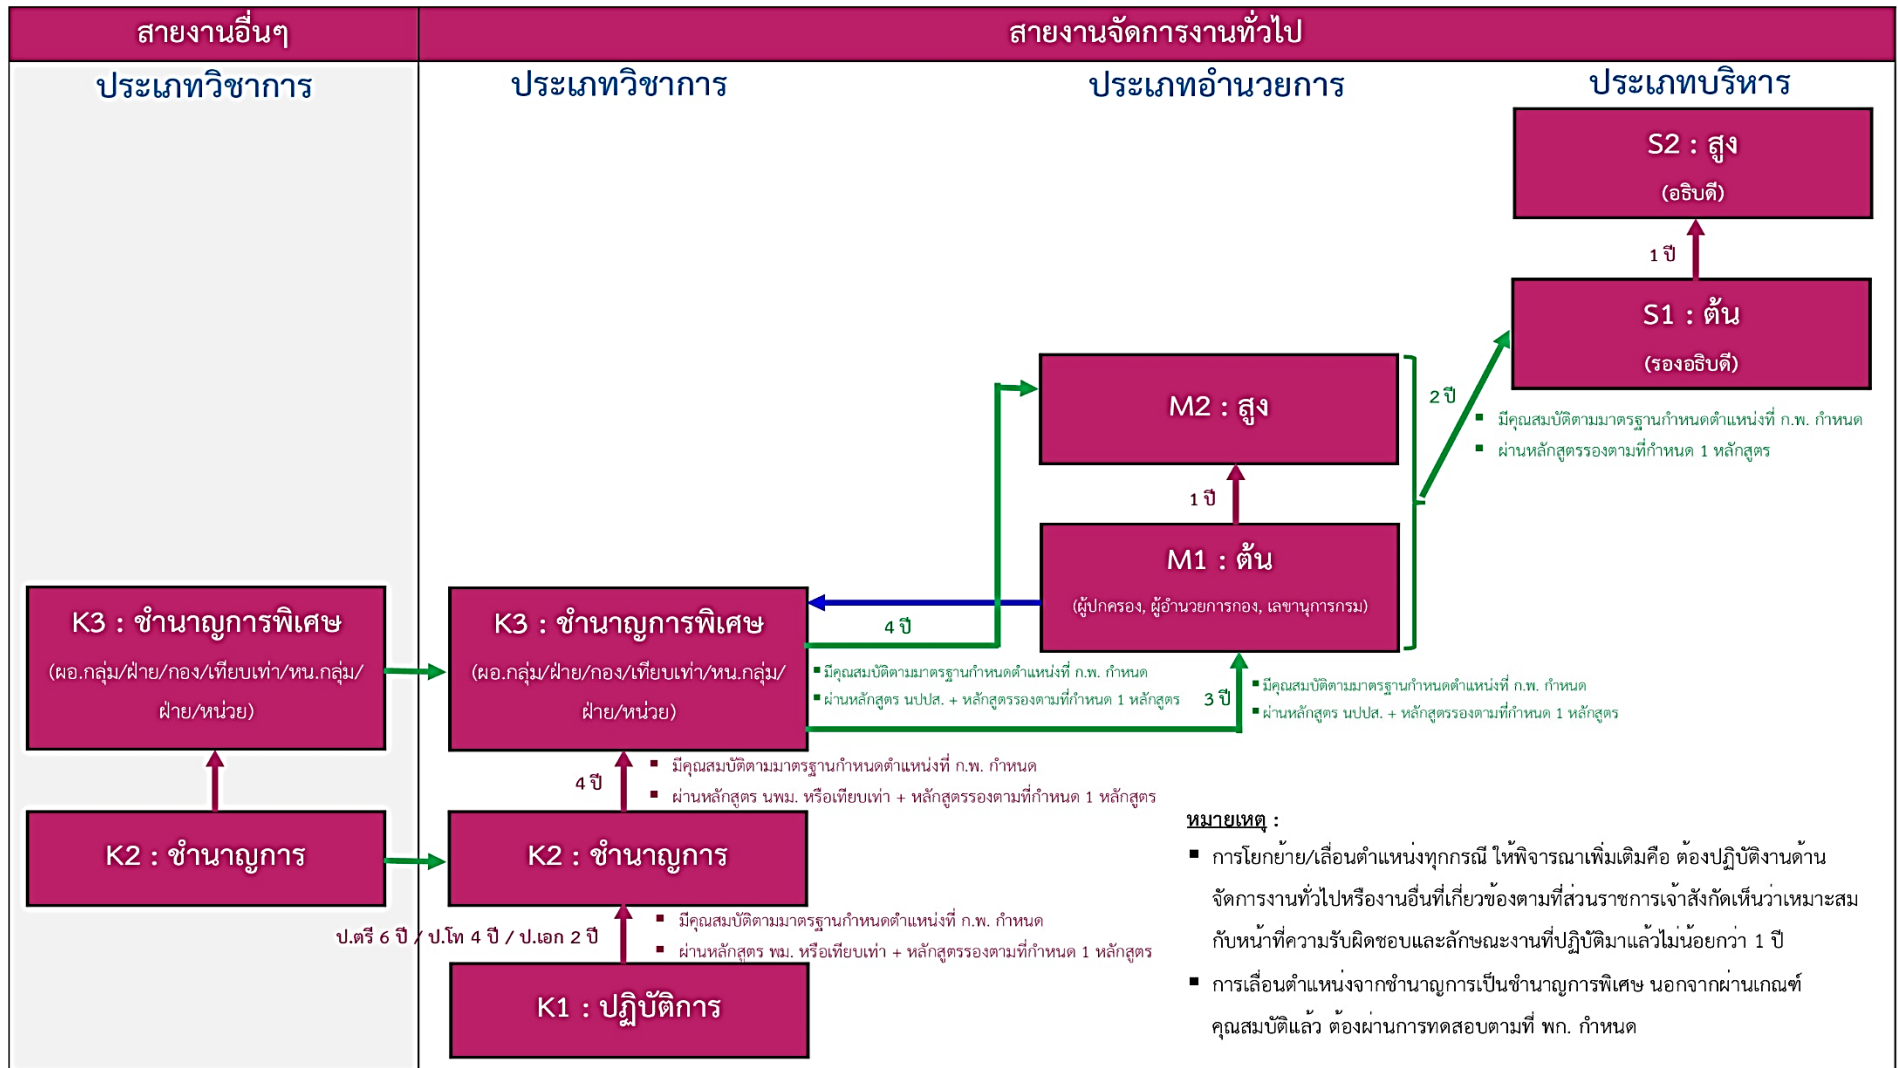 สายงานอื่นๆ
สายงานจัดการงานทั่วไป
ประเภทวิชาการ
ประเภทวิชาการ
ประเภทอำนวยการ
ประเภทบริหาร
S2 : สูง
(อธิบดี)
1 ปี
S1 : ต้น
(รองอธิบดี)
2 ปี
▪ มีคุณสมบัติตามมาตรฐานกำหนดตำแหน่งที่ ก.พ. กำหนด
▪ ผ่านหลักสูตรรองตามที่กำหนด 1 หลักสูตร
M2 : สูง
1 ปี
M1 : ต้น
(ผู้ปกครอง, ผู้อำนวยการกอง, เลขานุการกรม)
K3 : ชำนาญการพิเศษ
(ผอ.กลุ่ม/ฝ่าย/กอง/เทียบเท่า/หน.กลุ่ม/
ฝ่าย/หน่วย)
K3 : ชำนาญการพิเศษ
(ผอ.กลุ่ม/ฝ่าย/กอง/เทียบเท่า/หน.กลุ่ม/
ฝ่าย/หน่วย)
4 ปี
▪ มีคุณสมบัติตามมาตรฐานกำหนดตำแหน่งที่ ก.พ. กำหนด
▪ ผ่านหลักสูตร นปปส. + หลักสูตรรองตามที่กำหนด 1 หลักสูตร
3 ปี
▪ มีคุณสมบัติตามมาตรฐานกำหนดตำแหน่งที่ ก.พ. กำหนด
▪ ผ่านหลักสูตร นปปส. + หลักสูตรรองตามที่กำหนด 1 หลักสูตร
4 ปี
▪ มีคุณสมบัติตามมาตรฐานกำหนดตำแหน่งที่ ก.พ. กำหนด
▪ ผ่านหลักสูตร นพม. หรือเทียบเท่า + หลักสูตรรองตามที่กำหนด 1 หลักสูตร
K2 : ชำนาญการ
K2 : ชำนาญการ
ป.ตรี 6 ปี / ป.โท 4 ปี / ป.เอก 2 ปี
▪ มีคุณสมบัติตามมาตรฐานกำหนดตำแหน่งที่ ก.พ. กำหนด
▪ ผ่านหลักสูตร พม. หรือเทียบเท่า + หลักสูตรรองตามที่กำหนด 1 หลักสูตร
K1 : ปฏิบัติการ
หมายเหตุ :
▪ การโยกย้าย/เลื่อนตำแหน่งทุกกรณี ให้พิจารณาเพิ่มเติมคือ ต้องปฏิบัติงานด้าน
จัดการงานทั่วไปหรืองานอื่นที่เกี่ยวข้องตามที่ส่วนราชการเจ้าสังกัดเห็นว่าเหมาะสม
กับหน้าที่ความรับผิดชอบและลักษณะงานที่ปฏิบัติมาแล้วไม่น้อยกว่า 1 ปี
▪ การเลื่อนตำแหน่งจากชำนาญการเป็นชำนาญการพิเศษ นอกจากผ่านเกณฑ์
คุณสมบัติแล้ว ต้องผ่านการทดสอบตามที่ พก. กำหนด